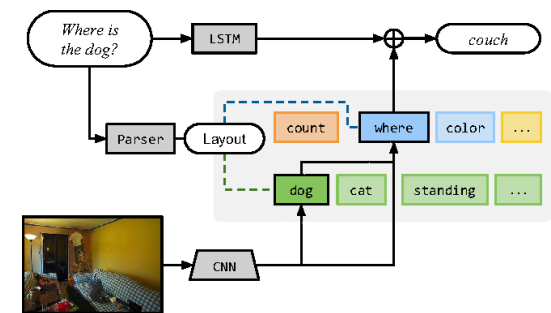 Where is
the dog?
LSTM
couch
Parser
Layout
count
where
color
...
dog
cat
standing
...
CNN